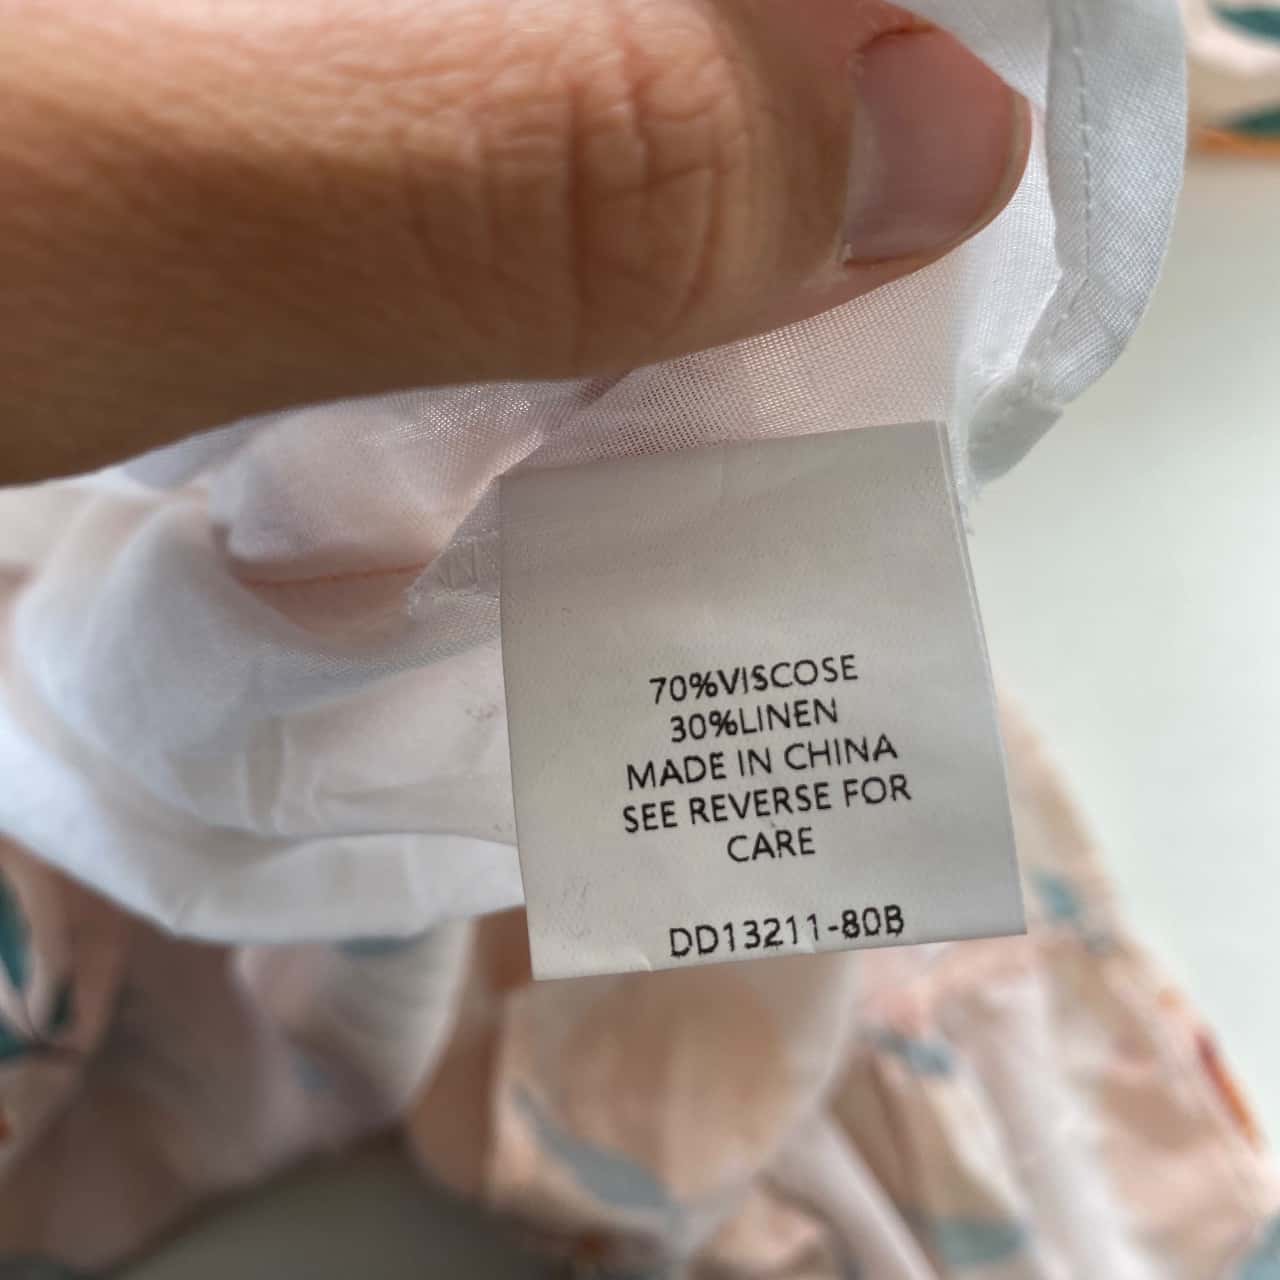 70%VISCOSE
30%LINEN
MADE IN CHINA
SEE REVERSE FOR
CARE
DD13211-80B